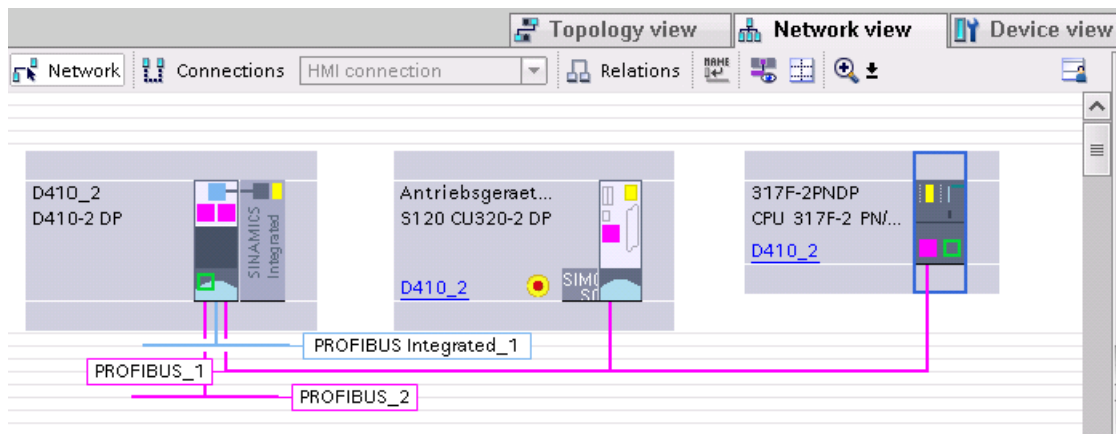 Topology view
Network view
Device view
Network
Connections
HMI connection
Relations
NAME
D410_2
D410-2 DP
SINAMICS
Integrated
Antriebsgeraet...
S120 CU320-2 DP
D410_2
317F-2PNDP
CPU 317F-2 PN/...
D410_2
PROFIBUS Integrated_1
PROFIBUS_1
PROFIBUS_2